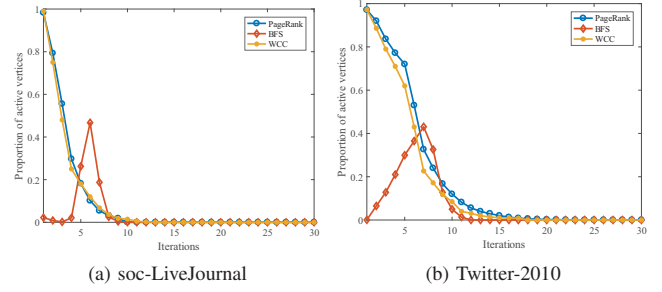 1
0.8
0.6
0.4
0.2
0
5
10
15
20
25
30
Proportion of active vertices
Iterations
PageRank
BFS
WCC
(a) soc-LiveJournal
1
0.8
0.6
0.4
0.2
0
5
10
15
20
25
30
Proportion of active vertices
Iterations
PageRank
BFS
WCC
(b) Twitter-2010